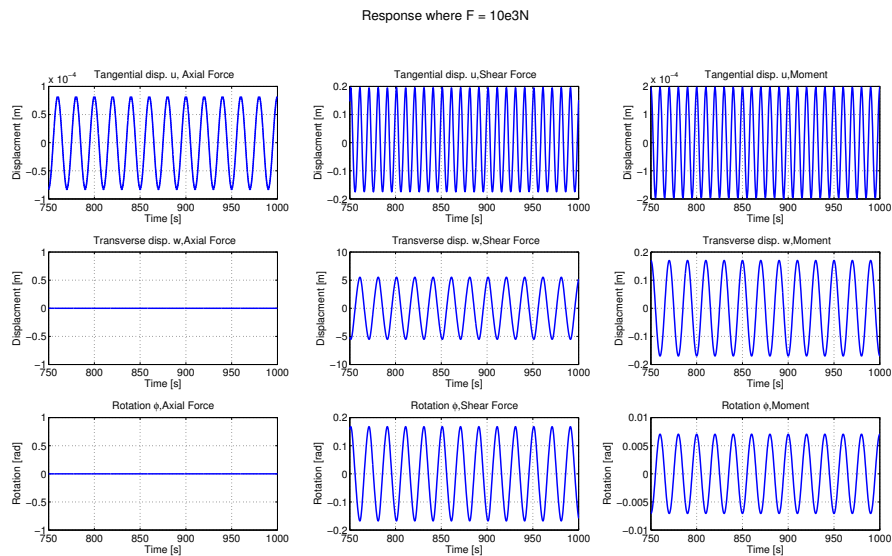 Response where F = 10e3N
Tangential disp. u, Axial Force
x 10⁻⁴
1
0.5
0
−0.5
−1
Displacment [m]
750 800 850 900 950 1000
Time [s]
Tangential disp. u,Shear Force
0.2
0.1
0
−0.1
−0.2
Displacment [m]
750 800 850 900 950 1000
Time [s]
Tangential disp. u,Moment
x 10⁻⁴
2
1
0
−1
−2
Displacment [m]
750 800 850 900 950 1000
Time [s]
Transverse disp. w,Axial Force
1
0.5
0
−0.5
−1
Displacment [m]
750 800 850 900 950 1000
Time [s]
Transverse disp. w,Shear Force
10
5
0
−5
−10
Displacment [m]
750 800 850 900 950 1000
Time [s]
Transverse disp. w,Moment
0.2
0.1
0
−0.1
−0.2
Displacment [m]
750 800 850 900 950 1000
Time [s]
Rotation ϕ,Axial Force
1
0.5
0
−0.5
−1
Rotation [rad]
750 800 850 900 950 1000
Time [s]
Rotation ϕ,Shear Force
0.2
0.1
0
−0.1
−0.2
Rotation [rad]
750 800 850 900 950 1000
Time [s]
Rotation ϕ,Moment
0.01
0.005
0
−0.005
−0.01
Rotation [rad]
750 800 850 900 950 1000
Time [s]